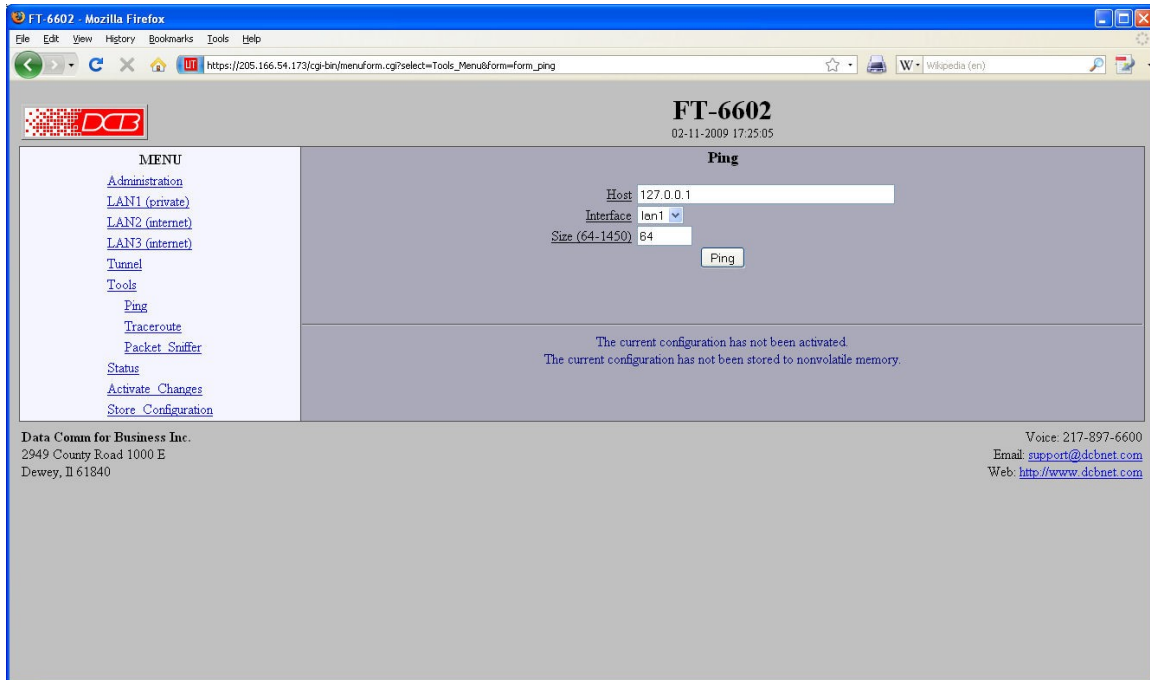 FT-6602 - Mozilla Firefox
File Edit View History Bookmarks Tools Help
https://205.166.54.173/cgi-bin/menuform.cgi?select=Tools_Menu&form=form_ping
W Wikipedia (en)
DCB
FT-6602
02-11-2009 17:25:05
MENU
Administration
LAN1 (private)
LAN2 (internet)
LAN3 (internet)
Tunnel
Tools
Ping
Traceroute
Packet Sniffer
Status
Activate Changes
Store Configuration
Ping
Host 127.0.0.1
Interface lan1
Size (64-1450) 64
Ping
The current configuration has not been activated.
The current configuration has not been stored to nonvolatile memory.
Data Comm for Business Inc.
2949 County Road 1000 E
Dewey, Il 61840
Voice: 217-897-6600
Email: support@dcbnet.com
Web: http://www.dcbnet.com